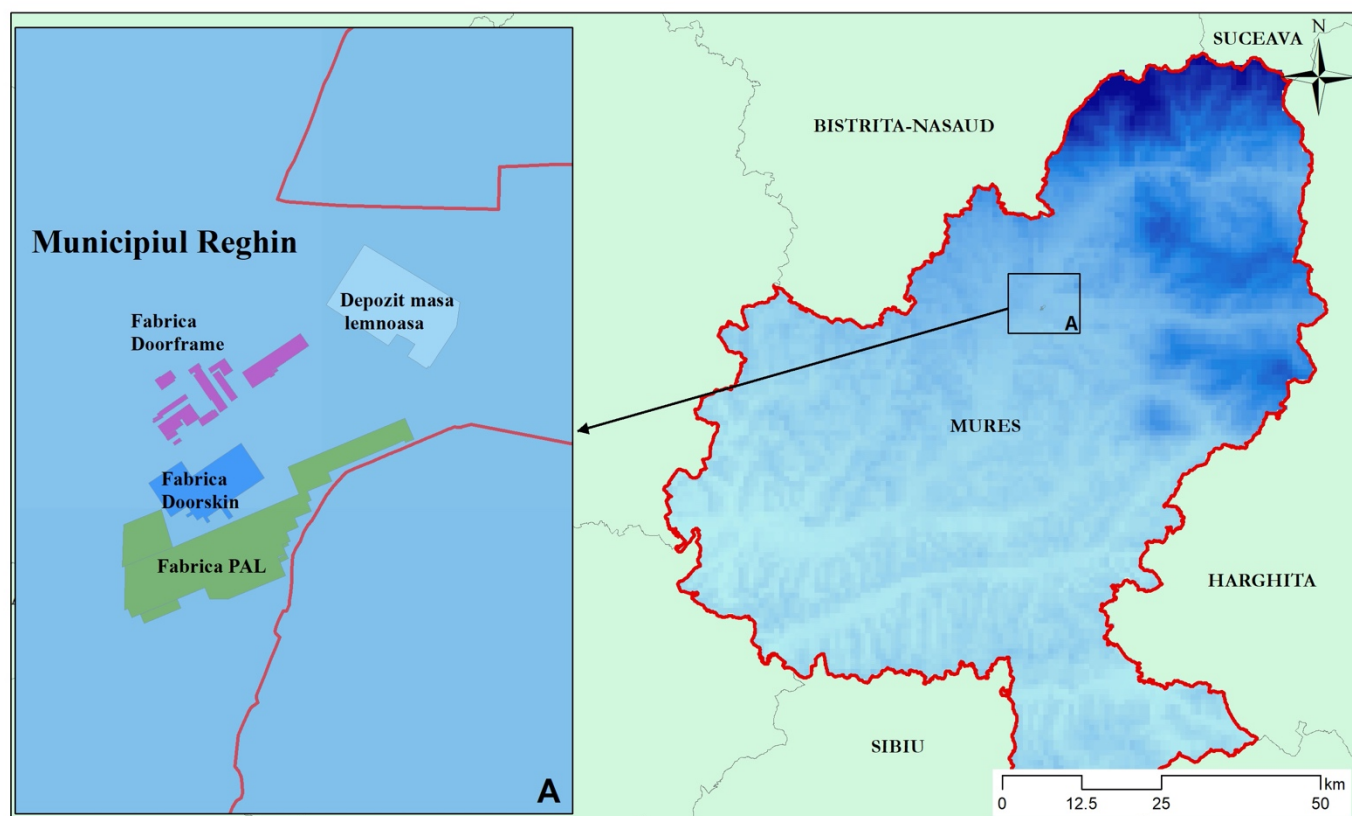 Municipiul Reghin
Depozit masa
lemnoasa
Fabrica
Doorframe
Fabrica
Doorskin
Fabrica PAL
A
SUCEAVA
N
BISTRITA-NASAUD
A
MURES
HARGHITA
SIBIU
km
0 12.5 25 50